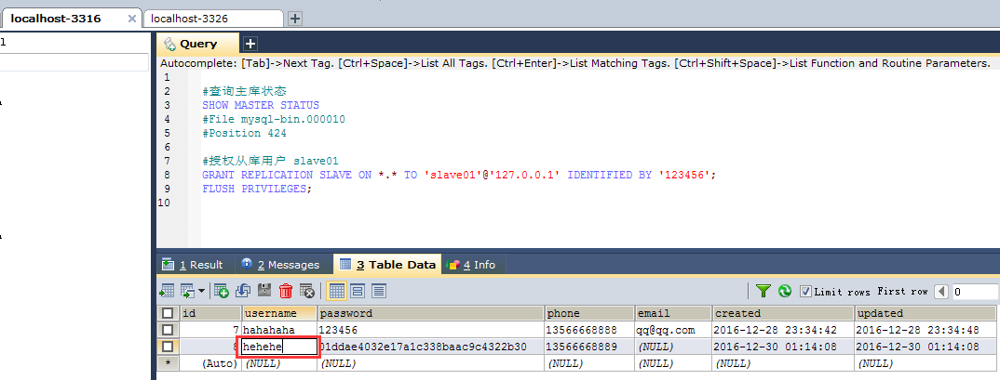 localhost-3316
localhost-3326
Query
Autocomplete: [Tab]->Next Tag. [Ctrl+Space]->List All Tags. [Ctrl+Enter]->List Matching Tags. [Ctrl+Shift+Space]->List Function and Routine Parameters.
1
2 #查询主库状态
3 SHOW MASTER STATUS
4 #File mysql-bin.000010
5 #Position 424
6
7 #授权从库用户 slave01
8 GRANT REPLICATION SLAVE ON *.* TO 'slave01'@'127.0.0.1' IDENTIFIED BY '123456';
9 FLUSH PRIVILEGES;
10
1 Result 2 Messages 3 Table Data 4 Info
Limit rows First row 0
id username password phone email created updated
7 hahahaha 123456 13566668888 qq@qq.com 2016-12-28 23:34:42 2016-12-28 23:34:48
8 hehehe 01ddae4032e17a1c338baac9c4322b30 13566668889 (NULL) 2016-12-30 01:14:08 2016-12-30 01:14:08
* (Auto) (NULL) (NULL) (NULL) (NULL) (NULL) (NULL)